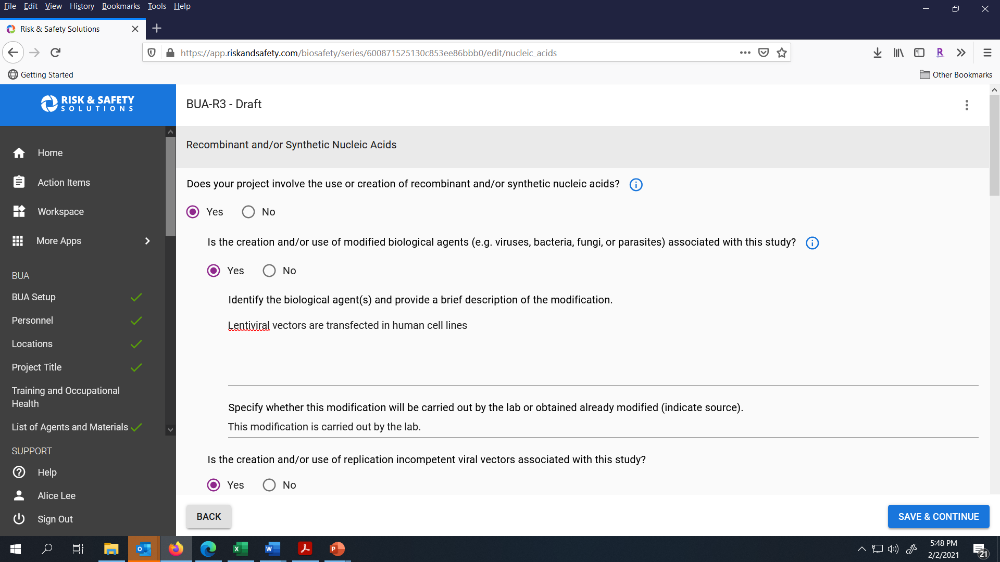 File Edit View History Bookmarks Tools Help
Risk & Safety Solutions
https://app.riskandsafety.com/biosafety/series/600871525130c853ee86bbb0/edit/nucleic_acids
Getting Started
Other Bookmarks
RISK & SAFETY
SOLUTIONS
Home
Action Items
Workspace
More Apps
BUA
BUA Setup
Personnel
Locations
Project Title
Training and Occupational
Health
List of Agents and Materials
SUPPORT
Help
Alice Lee
Sign Out
BUA-R3 - Draft
Recombinant and/or Synthetic Nucleic Acids
Does your project involve the use or creation of recombinant and/or synthetic nucleic acids?
Yes No
Is the creation and/or use of modified biological agents (e.g. viruses, bacteria, fungi, or parasites) associated with this study?
Yes No
Identify the biological agent(s) and provide a brief description of the modification.
Lentiviral vectors are transfected in human cell lines
Specify whether this modification will be carried out by the lab or obtained already modified (indicate source).
This modification is carried out by the lab.
Is the creation and/or use of replication incompetent viral vectors associated with this study?
Yes No
BACK
SAVE & CONTINUE
5:48 PM
2/2/2021
21